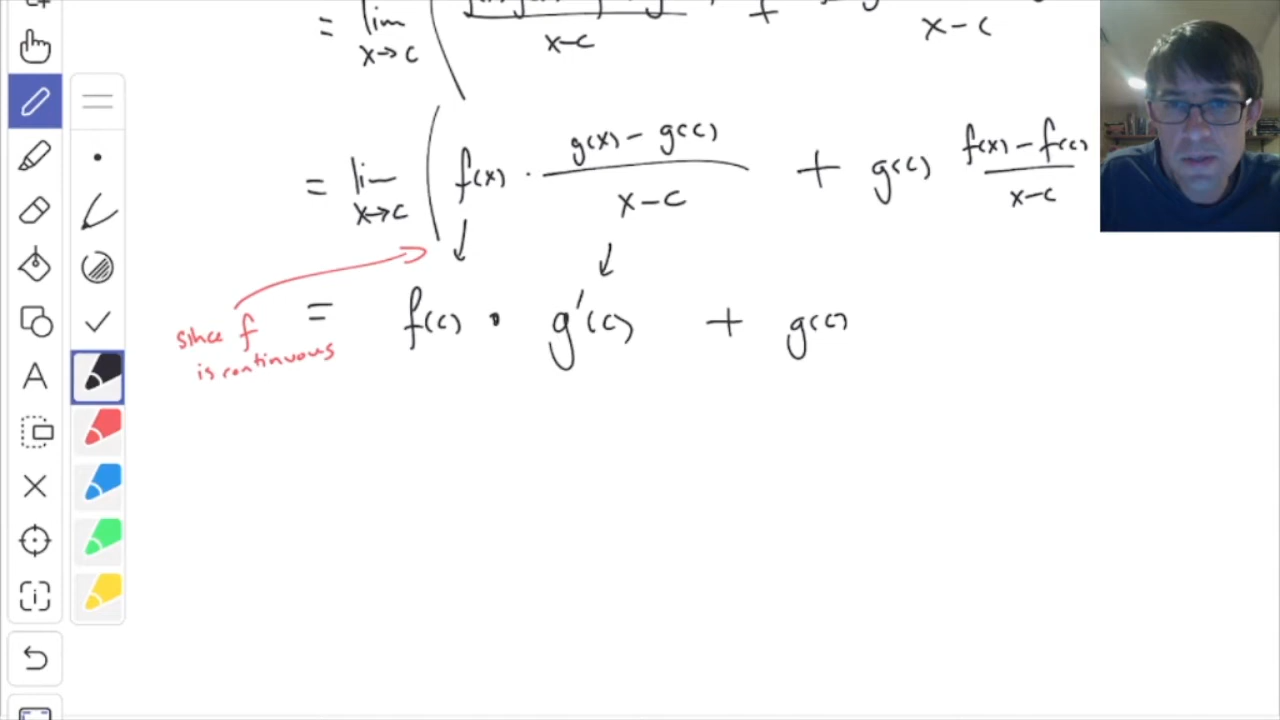 = lim x→c ( x-c + x-c
= lim x→c ( f(x) · g(x) - g(c) / x-c + g(c) f(x) - f(c) / x-c
↓ ↓
= f(c) · g'(c) + g(c)
since f
is continuous
A